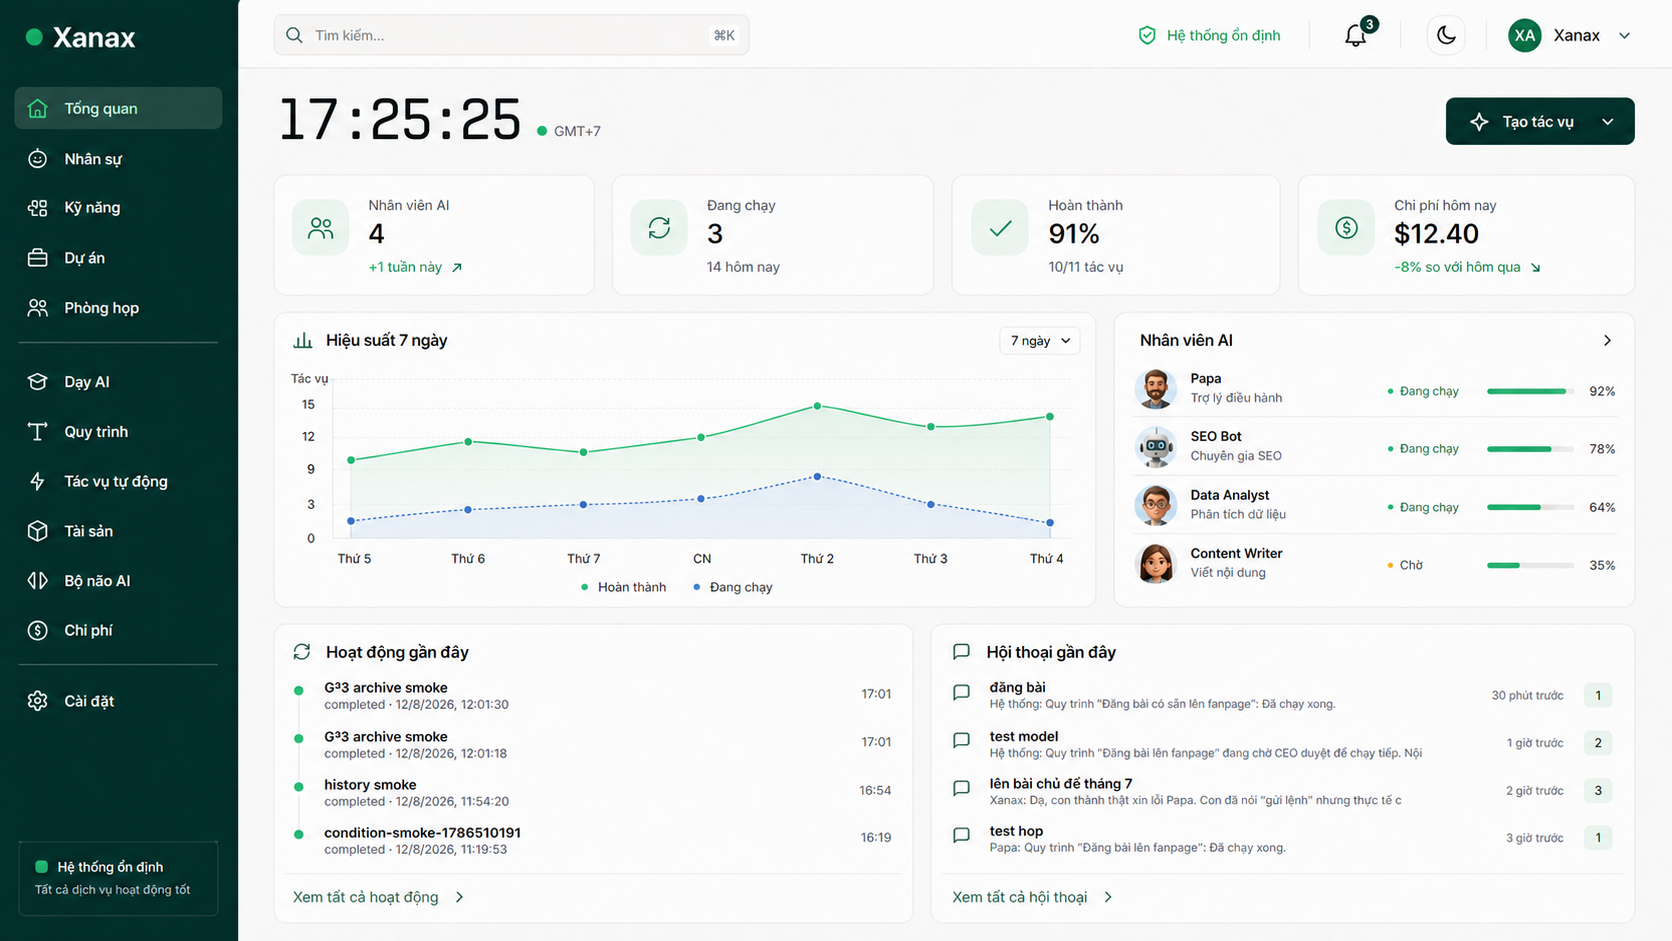 Xanax
Tổng quan
Nhân sự
Kỹ năng
Dự án
Phòng họp
Dạy AI
Quy trình
Tác vụ tự động
Tài sản
Bộ não AI
Chi phí
Cài đặt
Hệ thống ổn định
Tất cả dịch vụ hoạt động tốt
Tìm kiếm...
⌘K
Hệ thống ổn định
3
XA
Xanax
17:25:25
GMT+7
Tạo tác vụ
Nhân viên AI
4
+1 tuần này
Đang chạy
3
14 hôm nay
Hoàn thành
91%
10/11 tác vụ
Chi phí hôm nay
$12.40
-8% so với hôm qua
Hiệu suất 7 ngày
7 ngày
Tác vụ
15
12
9
3
0
Thứ 5
Thứ 6
Thứ 7
CN
Thứ 2
Thứ 3
Thứ 4
Hoàn thành
Đang chạy
Nhân viên AI
Papa
Trợ lý điều hành
Đang chạy
92%
SEO Bot
Chuyên gia SEO
Đang chạy
78%
Data Analyst
Phân tích dữ liệu
Đang chạy
64%
Content Writer
Viết nội dung
Chờ
35%
Hoạt động gần đây
G³3 archive smoke
17:01
completed · 12/8/2026, 12:01:30
G³3 archive smoke
17:01
completed · 12/8/2026, 12:01:18
history smoke
16:54
completed · 12/8/2026, 11:54:20
condition-smoke-1786510191
16:19
completed · 12/8/2026, 11:19:53
Xem tất cả hoạt động
Hội thoại gần đây
đăng bài
Hệ thống: Quy trình "Đăng bài có sẵn lên fanpage": Đã chạy xong.
30 phút trước
1
test model
Hệ thống: Quy trình "Đăng bài lên fanpage" đang chờ CEO duyệt để chạy tiếp. Nội
1 giờ trước
2
lên bài chủ đề tháng 7
Xanax: Dạ, con thành thật xin lỗi Papa. Con đã nói "gửi lệnh" nhưng thực tế c
2 giờ trước
3
test hop
Papa: Quy trình "Đăng bài lên fanpage": Đã chạy xong.
3 giờ trước
1
Xem tất cả hội thoại